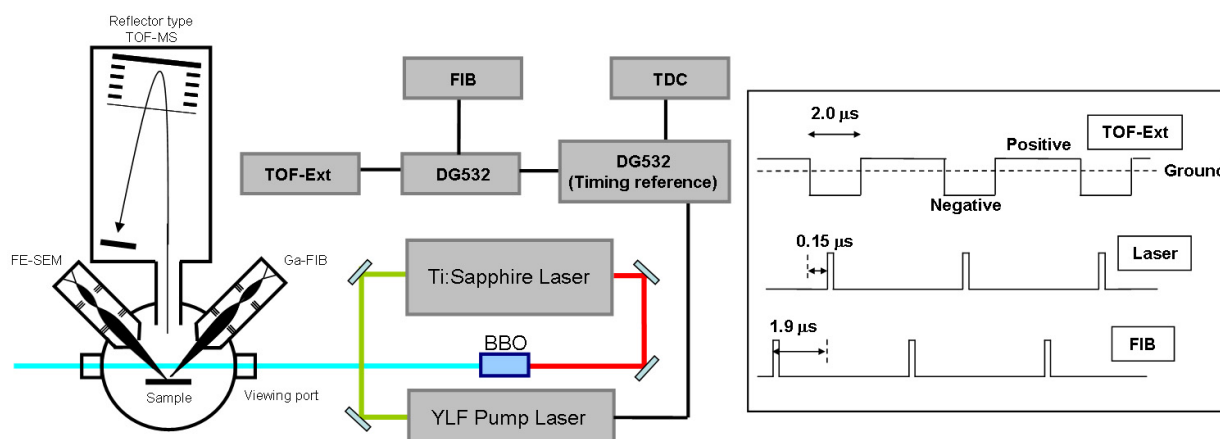 Reflector type
TOF-MS
FE-SEM
Ga-FIB
Sample
Viewing port
FIB
TDC
TOF-Ext
DG532
DG532
(Timing reference)
Ti:Sapphire Laser
BBO
YLF Pump Laser
2.0 μs
TOF-Ext
Positive
Ground
Negative
0.15 μs
Laser
1.9 μs
FIB